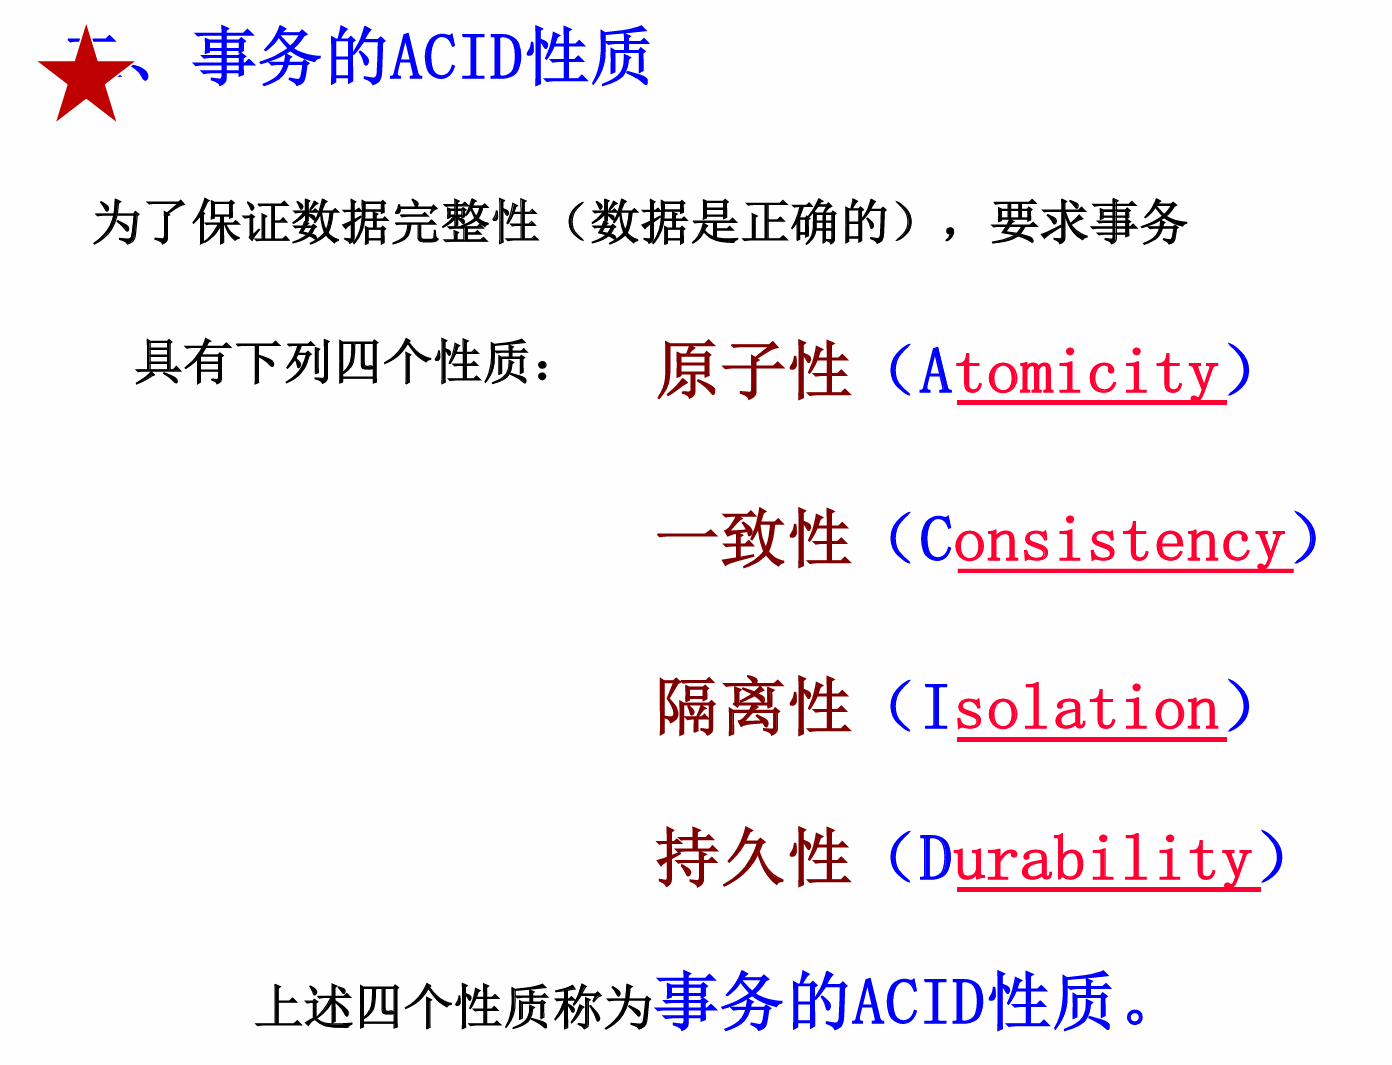 、事务的ACID性质
为了保证数据完整性（数据是正确的），要求事务
具有下列四个性质：
原子性（Atomicity）
一致性（Consistency）
隔离性（Isolation）
持久性（Durability）
上述四个性质称为事务的ACID性质。